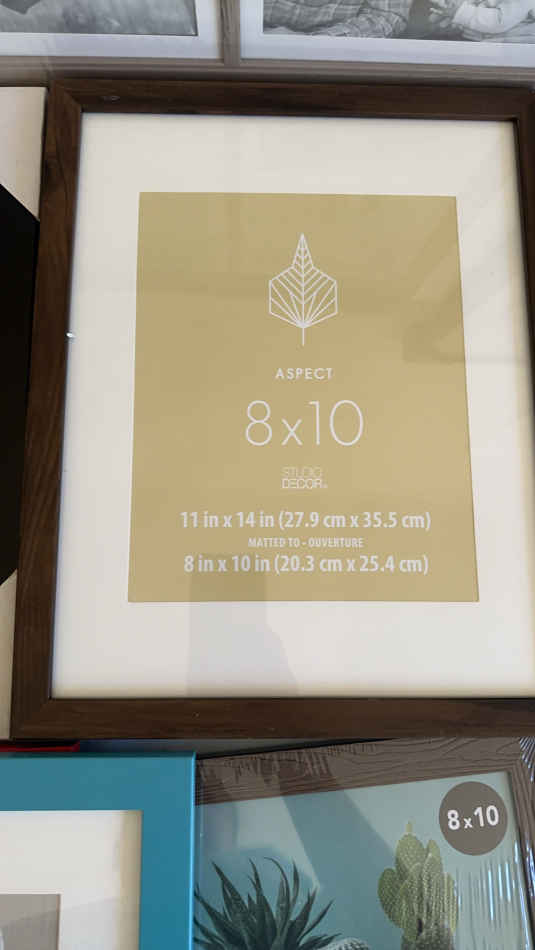 ASPECT
8x10
STUDIO
DECOR®
11 in x 14 in (27.9 cm x 35.5 cm)
MATTED TO - OUVERTURE
8 in x 10 in (20.3 cm x 25.4 cm)
8x10